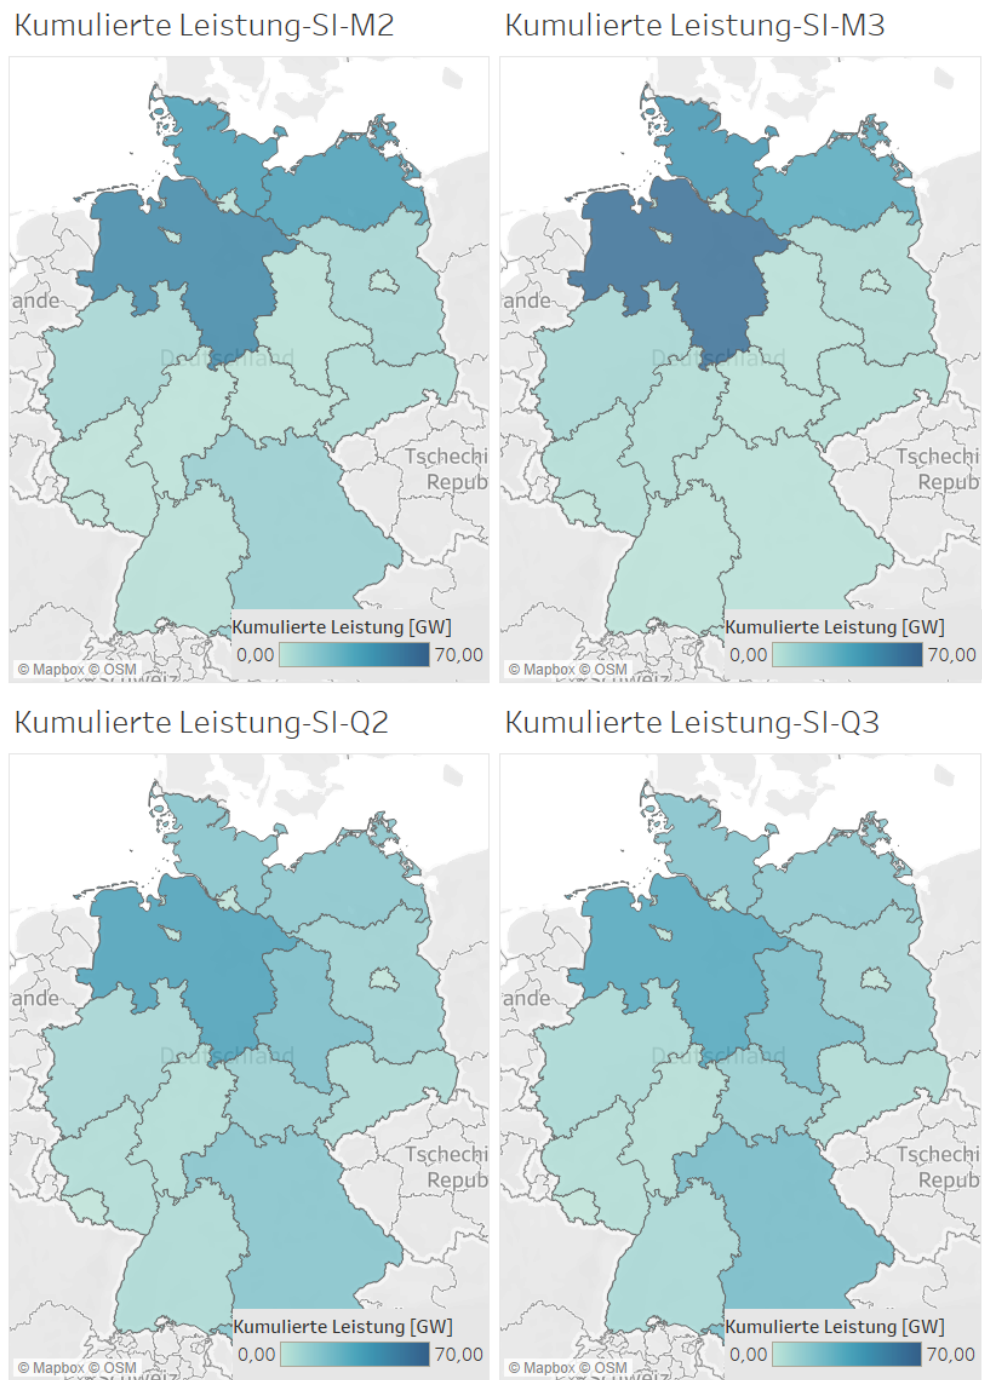 Kumulierte Leistung-SI-M2
Kumulierte Leistung-SI-M3
ande
Deutschland
Tschechi
Repub
Kumulierte Leistung [GW]
0,00
70,00
© Mapbox © OSM
Schweiz
ande
Deutschland
Tschechi
Repub
Kumulierte Leistung [GW]
0,00
70,00
© Mapbox © OSM
Schweiz
Kumulierte Leistung-SI-Q2
Kumulierte Leistung-SI-Q3
ande
Deutschland
Tschechi
Repub
Kumulierte Leistung [GW]
0,00
70,00
© Mapbox © OSM
ande
Deutschland
Tschechi
Repub
Kumulierte Leistung [GW]
0,00
70,00
© Mapbox © OSM